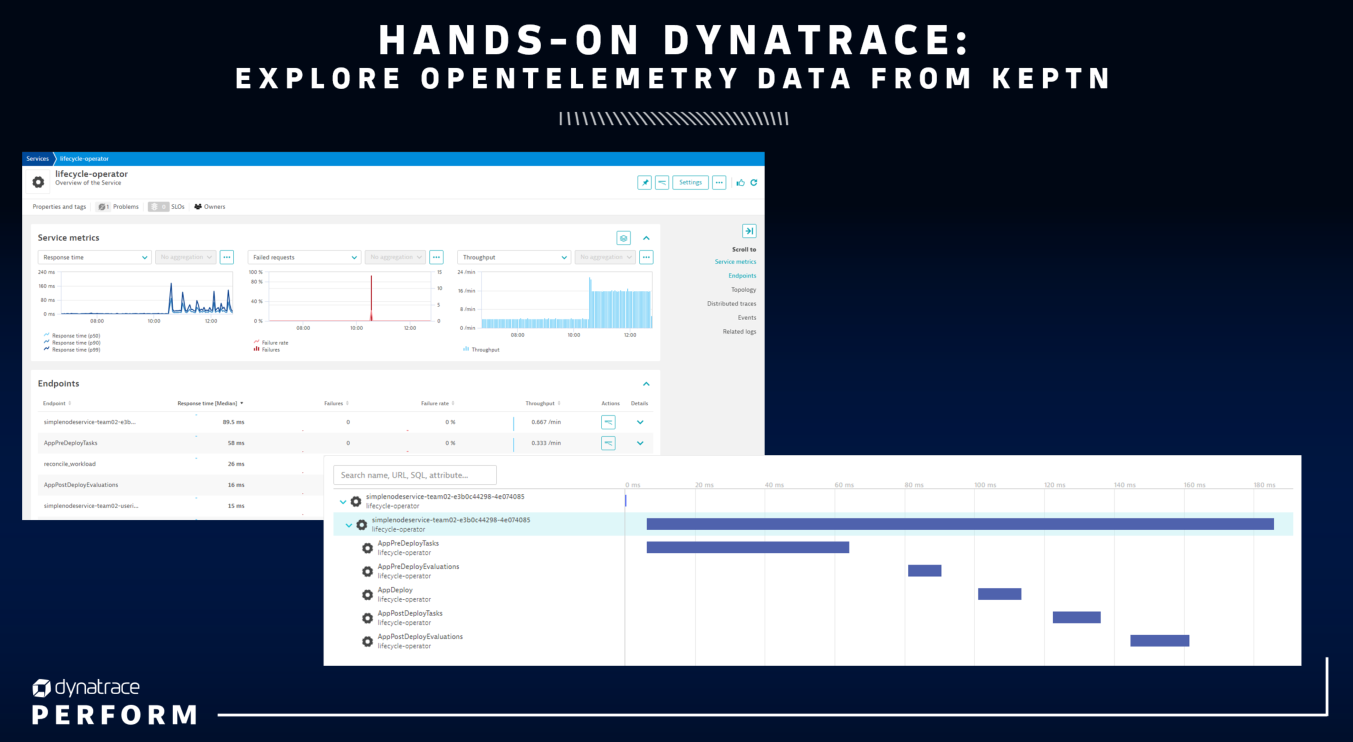 HANDS-ON DYNATRACE:
EXPLORE OPENTELEMETRY DATA FROM KEPTN
Services lifecycle-operator
lifecycle-operator
Overview of the Service
Settings
Properties and tags 1 Problems SLOs Owners
Service metrics
Response time No aggregation Failed requests No aggregation Throughput No aggregation
240 ms
160 ms
80 ms
0 ms
08:00 10:00 12:00
Response time (p50)
Response time (p90)
Response time (p99)
100 %
80 %
40 %
0 %
15
10
5
0
08:00 10:00 12:00
Failure rate
Failures
24 /min
16 /min
8 /min
0 /min
08:00 10:00 12:00
Throughput
Scroll to
Service metrics
Endpoints
Topology
Distributed traces
Events
Related logs
Endpoints
Endpoint Response time [Median] Failures Failure rate Throughput Actions Details
simplenodeservice-team02-e3b... 89.5 ms 0 0 % 0.667 /min
AppPreDeployTasks 58 ms 0 0 % 0.333 /min
reconcile_workload 26 ms
AppPostDeployEvaluations 16 ms
simplenodeservice-team02-useri... 15 ms
Search name, URL, SQL, attribute...
0 ms 20 ms 40 ms 60 ms 80 ms 100 ms 120 ms 140 ms 160 ms 180 ms
simplenodeservice-team02-e3b0c44298-4e074085
lifecycle-operator
simplenodeservice-team02-e3b0c44298-4e074085
lifecycle-operator
AppPreDeployTasks
lifecycle-operator
AppPreDeployEvaluations
lifecycle-operator
AppDeploy
lifecycle-operator
AppPostDeployTasks
lifecycle-operator
AppPostDeployEvaluations
lifecycle-operator
dynatrace
PERFORM